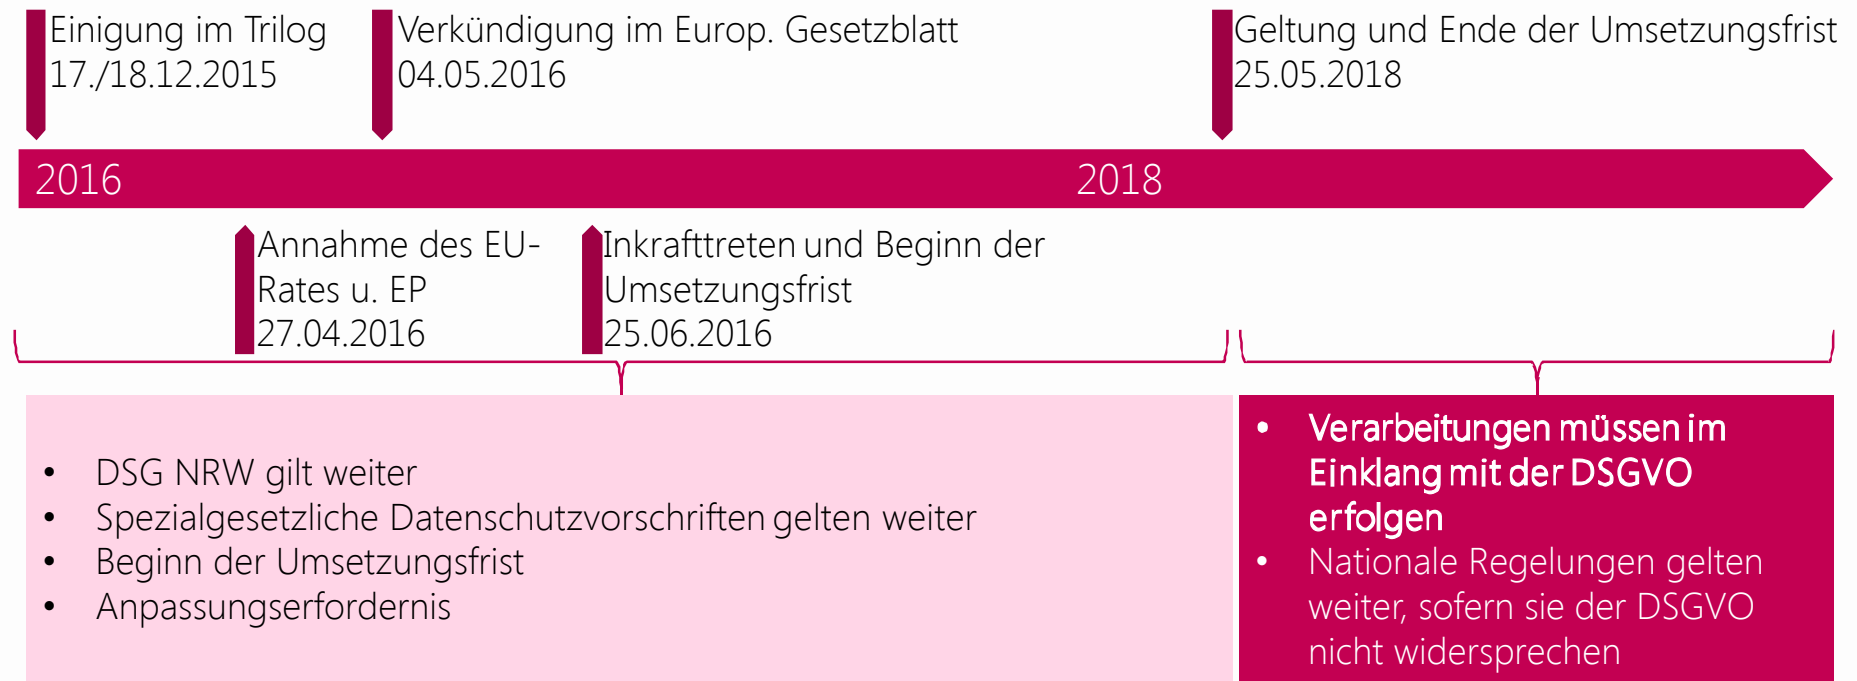 Einigung im Trilog
17./18.12.2015
Verkündigung im Europ. Gesetzblatt
04.05.2016
Geltung und Ende der Umsetzungsfrist
25.05.2018
2016
2018
Annahme des EU-
Rates u. EP
27.04.2016
Inkrafttreten und Beginn der
Umsetzungsfrist
25.06.2016
• DSG NRW gilt weiter
• Spezialgesetzliche Datenschutzvorschriften gelten weiter
• Beginn der Umsetzungsfrist
• Anpassungserfordernis
• Verarbeitungen müssen im
Einklang mit der DSGVO
erfolgen
• Nationale Regelungen gelten
weiter, sofern sie der DSGVO
nicht widersprechen